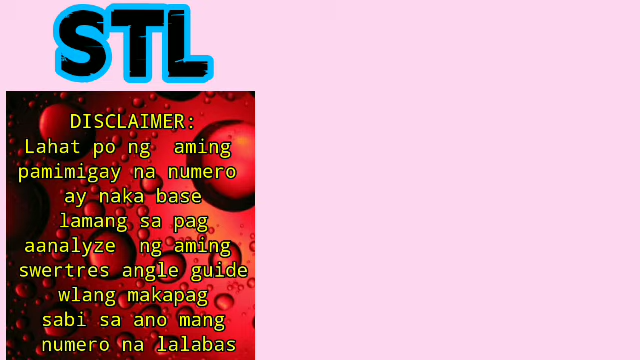 STL
DISCLAIMER:
Lahat po ng aming
pamimigay na numero
ay naka base
lamang sa pag
aanalyze ng aming
swertres angle guide
wlang makapag
sabi sa ano mang
numero na lalabas